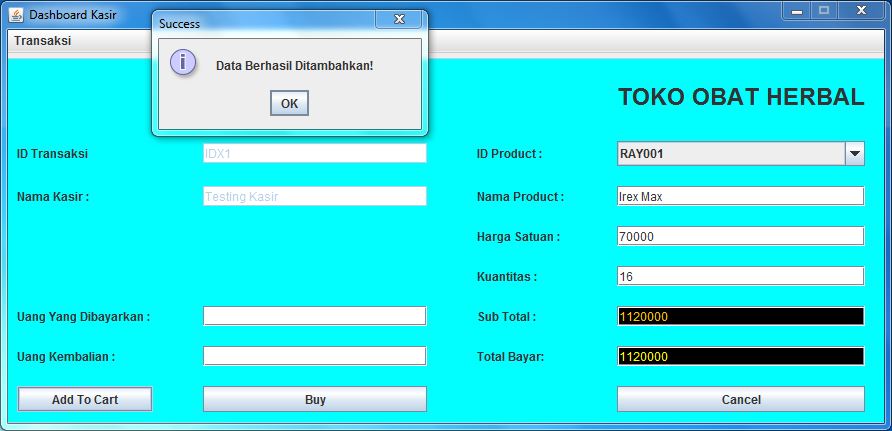 Dashboard Kasir
Success
Transaksi
Data Berhasil Ditambahkan!
OK
TOKO OBAT HERBAL
ID Transaksi
IDX1
ID Product :
RAY001
Nama Kasir :
Testing Kasir
Nama Product :
Irex Max
Harga Satuan :
70000
Kuantitas :
16
Uang Yang Dibayarkan :
Sub Total :
1120000
Uang Kembalian :
Total Bayar:
1120000
Add To Cart
Buy
Cancel